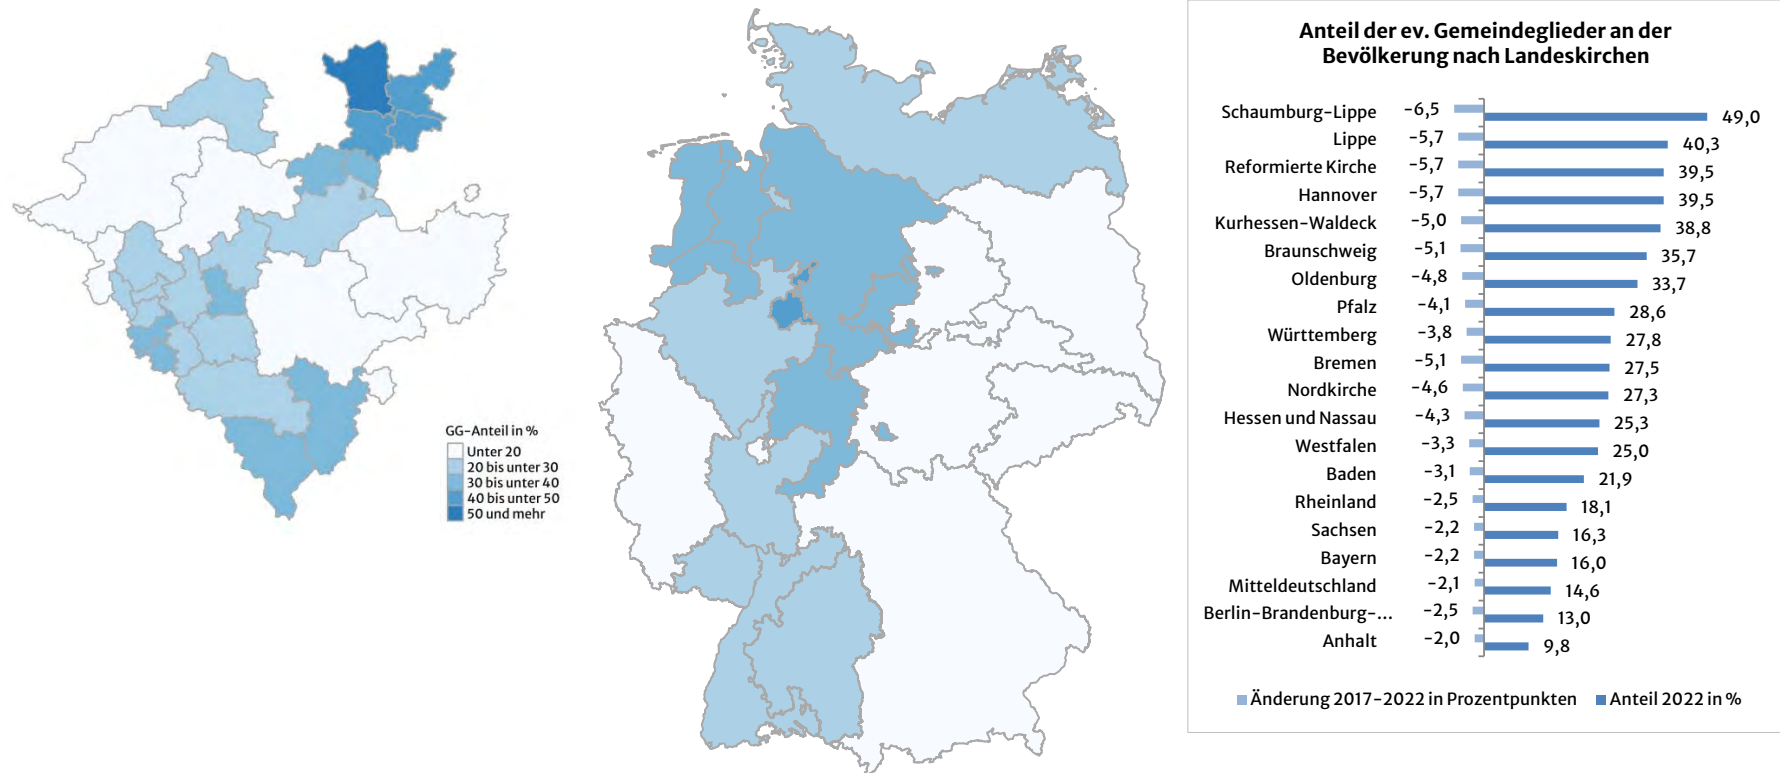 GG-Anteil in %
Unter 20
20 bis unter 30
30 bis unter 40
40 bis unter 50
50 und mehr
Anteil der ev. Gemeindeglieder an der
Bevölkerung nach Landeskirchen
Schaumburg-Lippe -6,5 49,0
Lippe -5,7 40,3
Reformierte Kirche -5,7 39,5
Hannover -5,7 39,5
Kurhessen-Waldeck -5,0 38,8
Braunschweig -5,1 35,7
Oldenburg -4,8 33,7
Pfalz -4,1 28,6
Württemberg -3,8 27,8
Bremen -5,1 27,5
Nordkirche -4,6 27,3
Hessen und Nassau -4,3 25,3
Westfalen -3,3 25,0
Baden -3,1 21,9
Rheinland -2,5 18,1
Sachsen -2,2 16,3
Bayern -2,2 16,0
Mitteldeutschland -2,1 14,6
Berlin-Brandenburg-... -2,5 13,0
Anhalt -2,0 9,8
Änderung 2017-2022 in Prozentpunkten Anteil 2022 in %